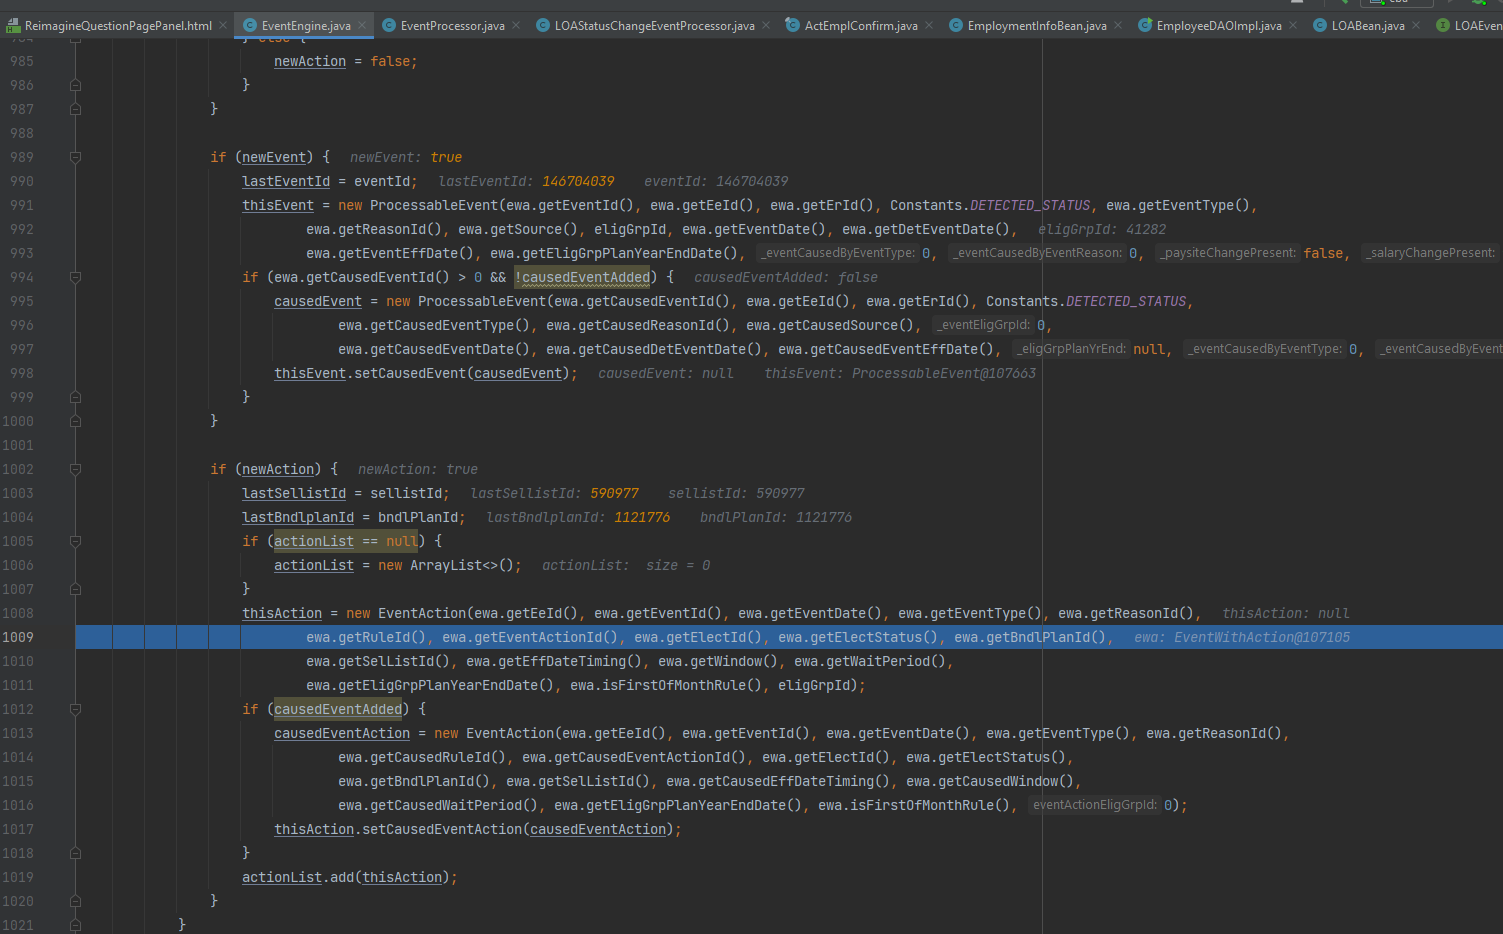 ReimagineQuestionPagePanel.html EventEngine.java EventProcessor.java LOAStatusChangeEventProcessor.java ActEmplConfirm.java EmploymentInfoBean.java EmployeeDAOImpl.java LOABean.java LOAEven
984 } else {
985 newAction = false;
986 }
987 }
988
989 if (newEvent) { newEvent: true
990 lastEventId = eventId; lastEventId: 146704039 eventId: 146704039
991 thisEvent = new ProcessableEvent(ewa.getEventId(), ewa.getEeId(), ewa.getErId(), Constants.DETECTED_STATUS, ewa.getEventType(),
992 ewa.getReasonId(), ewa.getSource(), eligGrpId, ewa.getEventDate(), ewa.getDetEventDate(), eligGrpId: 41282
993 ewa.getEventEffDate(), ewa.getEligGrpPlanYearEndDate(), _eventCausedByEventType: 0, _eventCausedByEventReason: 0, _paysiteChangePresent: false, _salaryChangePresent:
994 if (ewa.getCausedEventId() > 0 && !causedEventAdded) { causedEventAdded: false
995 causedEvent = new ProcessableEvent(ewa.getCausedEventId(), ewa.getEeId(), ewa.getErId(), Constants.DETECTED_STATUS,
996 ewa.getCausedEventType(), ewa.getCausedReasonId(), ewa.getCausedSource(), _eventEligGrpId: 0,
997 ewa.getCausedEventDate(), ewa.getCausedDetEventDate(), ewa.getCausedEventEffDate(), _eligGrpPlanYrEnd: null, _eventCausedByEventType: 0, _eventCausedByEvent
998 thisEvent.setCausedEvent(causedEvent); causedEvent: null thisEvent: ProcessableEvent@107663
999 }
1000 }
1001
1002 if (newAction) { newAction: true
1003 lastSellistId = sellistId; lastSellistId: 590977 sellistId: 590977
1004 lastBndlplanId = bndlPlanId; lastBndlplanId: 1121776 bndlPlanId: 1121776
1005 if (actionList == null) {
1006 actionList = new ArrayList<>(); actionList: size = 0
1007 }
1008 thisAction = new EventAction(ewa.getEeId(), ewa.getEventId(), ewa.getEventDate(), ewa.getEventType(), ewa.getReasonId(), thisAction: null
1009 ewa.getRuleId(), ewa.getEventActionId(), ewa.getElectId(), ewa.getElectStatus(), ewa.getBndlPlanId(), ewa: EventWithAction@107105
1010 ewa.getSelListId(), ewa.getEffDateTiming(), ewa.getWindow(), ewa.getWaitPeriod(),
1011 ewa.getEligGrpPlanYearEndDate(), ewa.isFirstOfMonthRule(), eligGrpId);
1012 if (causedEventAdded) {
1013 causedEventAction = new EventAction(ewa.getEeId(), ewa.getEventId(), ewa.getEventDate(), ewa.getEventType(), ewa.getReasonId(),
1014 ewa.getCausedRuleId(), ewa.getCausedEventActionId(), ewa.getElectId(), ewa.getElectStatus(),
1015 ewa.getBndlPlanId(), ewa.getSelListId(), ewa.getCausedEffDateTiming(), ewa.getCausedWindow(),
1016 ewa.getCausedWaitPeriod(), ewa.getEligGrpPlanYearEndDate(), ewa.isFirstOfMonthRule(), eventActionEligGrpId: 0);
1017 thisAction.setCausedEventAction(causedEventAction);
1018 }
1019 actionList.add(thisAction);
1020 }
1021 }